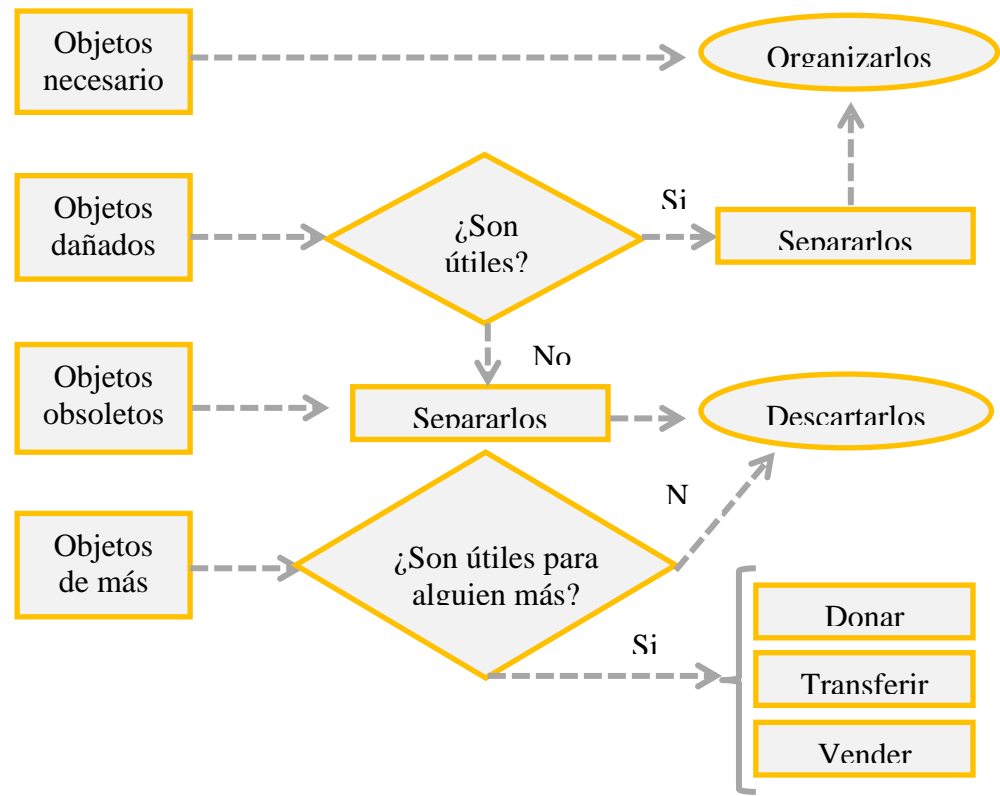 Objetos
necesario
Organizarlos
Objetos
dañados
¿Son
útiles?
Si
Separarlos
No
Objetos
obsoletos
Separarlos
Descartarlos
Objetos
de más
¿Son útiles para
alguien más?
N
Si
Donar
Transferir
Vender